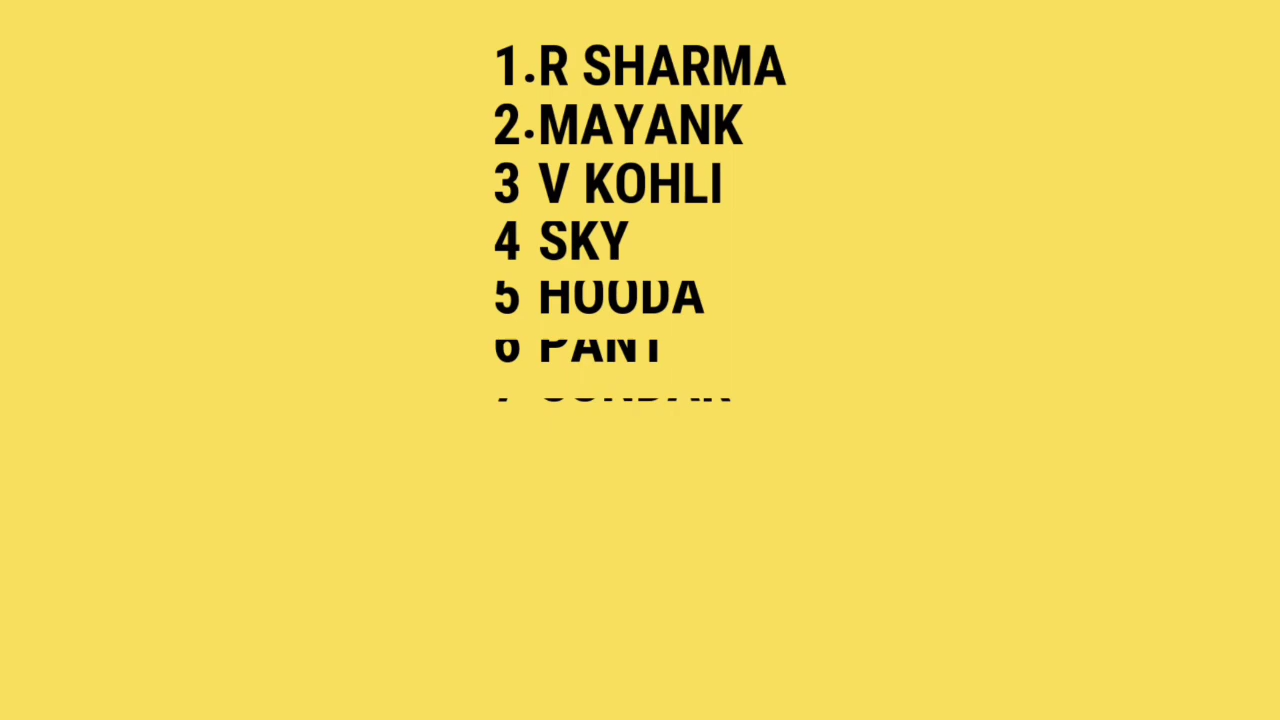 1.R SHARMA
2.MAYANK
3 V KOHLI
4 SKY
5 HOODA
6 PANT